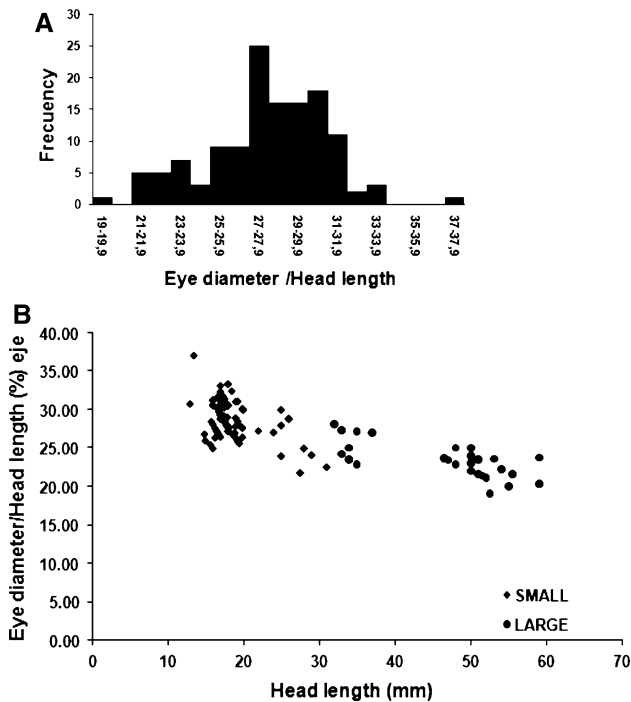 A
30
25
20
15
10
5
0
Frecuency
19-19,9
21-21,9
23-23,9
25-25,9
27-27,9
29-29,9
31-31,9
33-33,9
35-35,9
37-37,9
Eye diameter /Head length
B
40.00
35.00
30.00
25.00
20.00
15.00
10.00
5.00
0.00
Eye diameter/Head length (%) eje
SMALL
LARGE
0 10 20 30 40 50 60 70
Head length (mm)